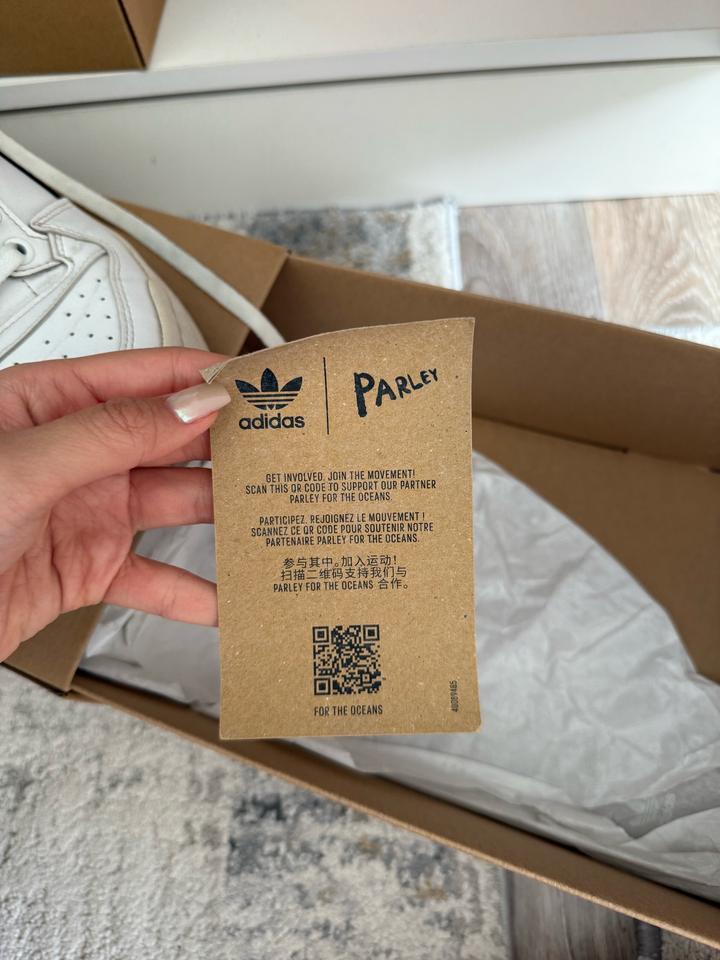 adidas
PARLEY
GET INVOLVED. JOIN THE MOVEMENT!
SCAN THIS QR CODE TO SUPPORT OUR PARTNER
PARLEY FOR THE OCEANS.
PARTICIPEZ. REJOIGNEZ LE MOUVEMENT !
SCANNEZ CE QR CODE POUR SOUTENIR NOTRE
PARTENAIRE PARLEY FOR THE OCEANS.
参与其中。加入运动！
扫描二维码支持我们与
PARLEY FOR THE OCEANS 合作。
FOR THE OCEANS